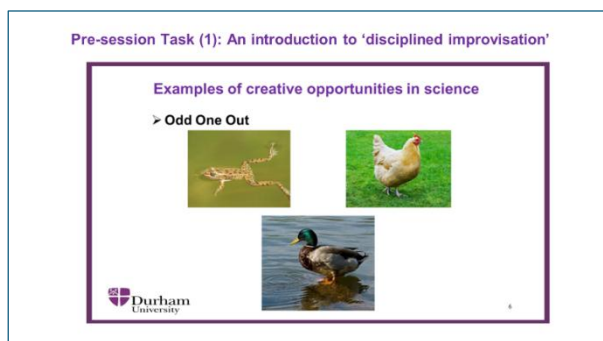 Pre-session Task (1): An introduction to ‘disciplined improvisation’
Examples of creative opportunities in science
➢ Odd One Out
Durham
University